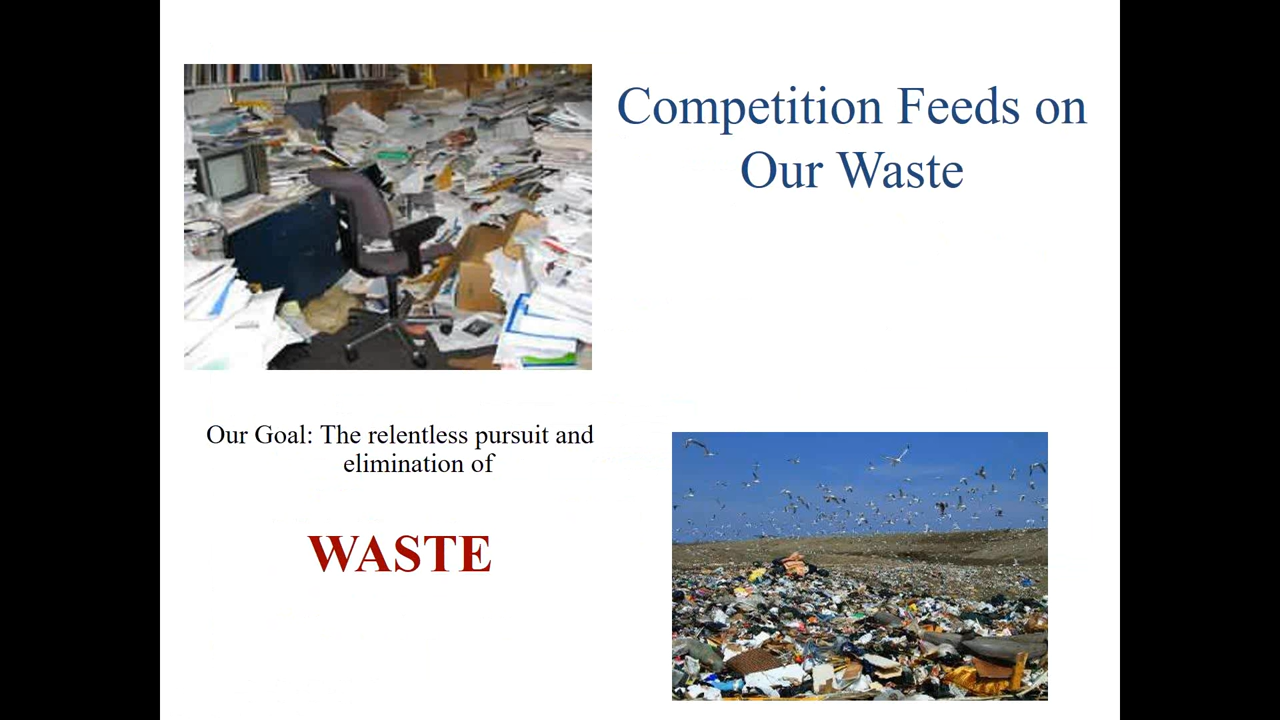 Competition Feeds on
Our Waste
Our Goal: The relentless pursuit and
elimination of
WASTE